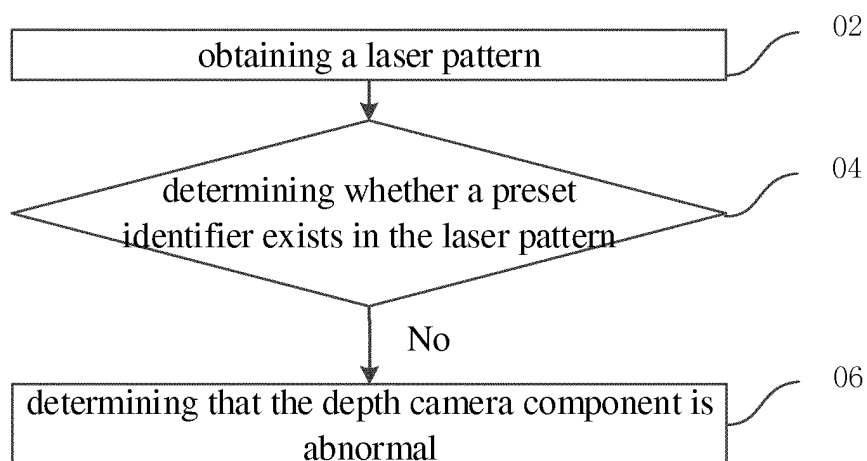 02
obtaining a laser pattern
04
determining whether a preset
identifier exists in the laser pattern
No
06
determining that the depth camera component is
abnormal